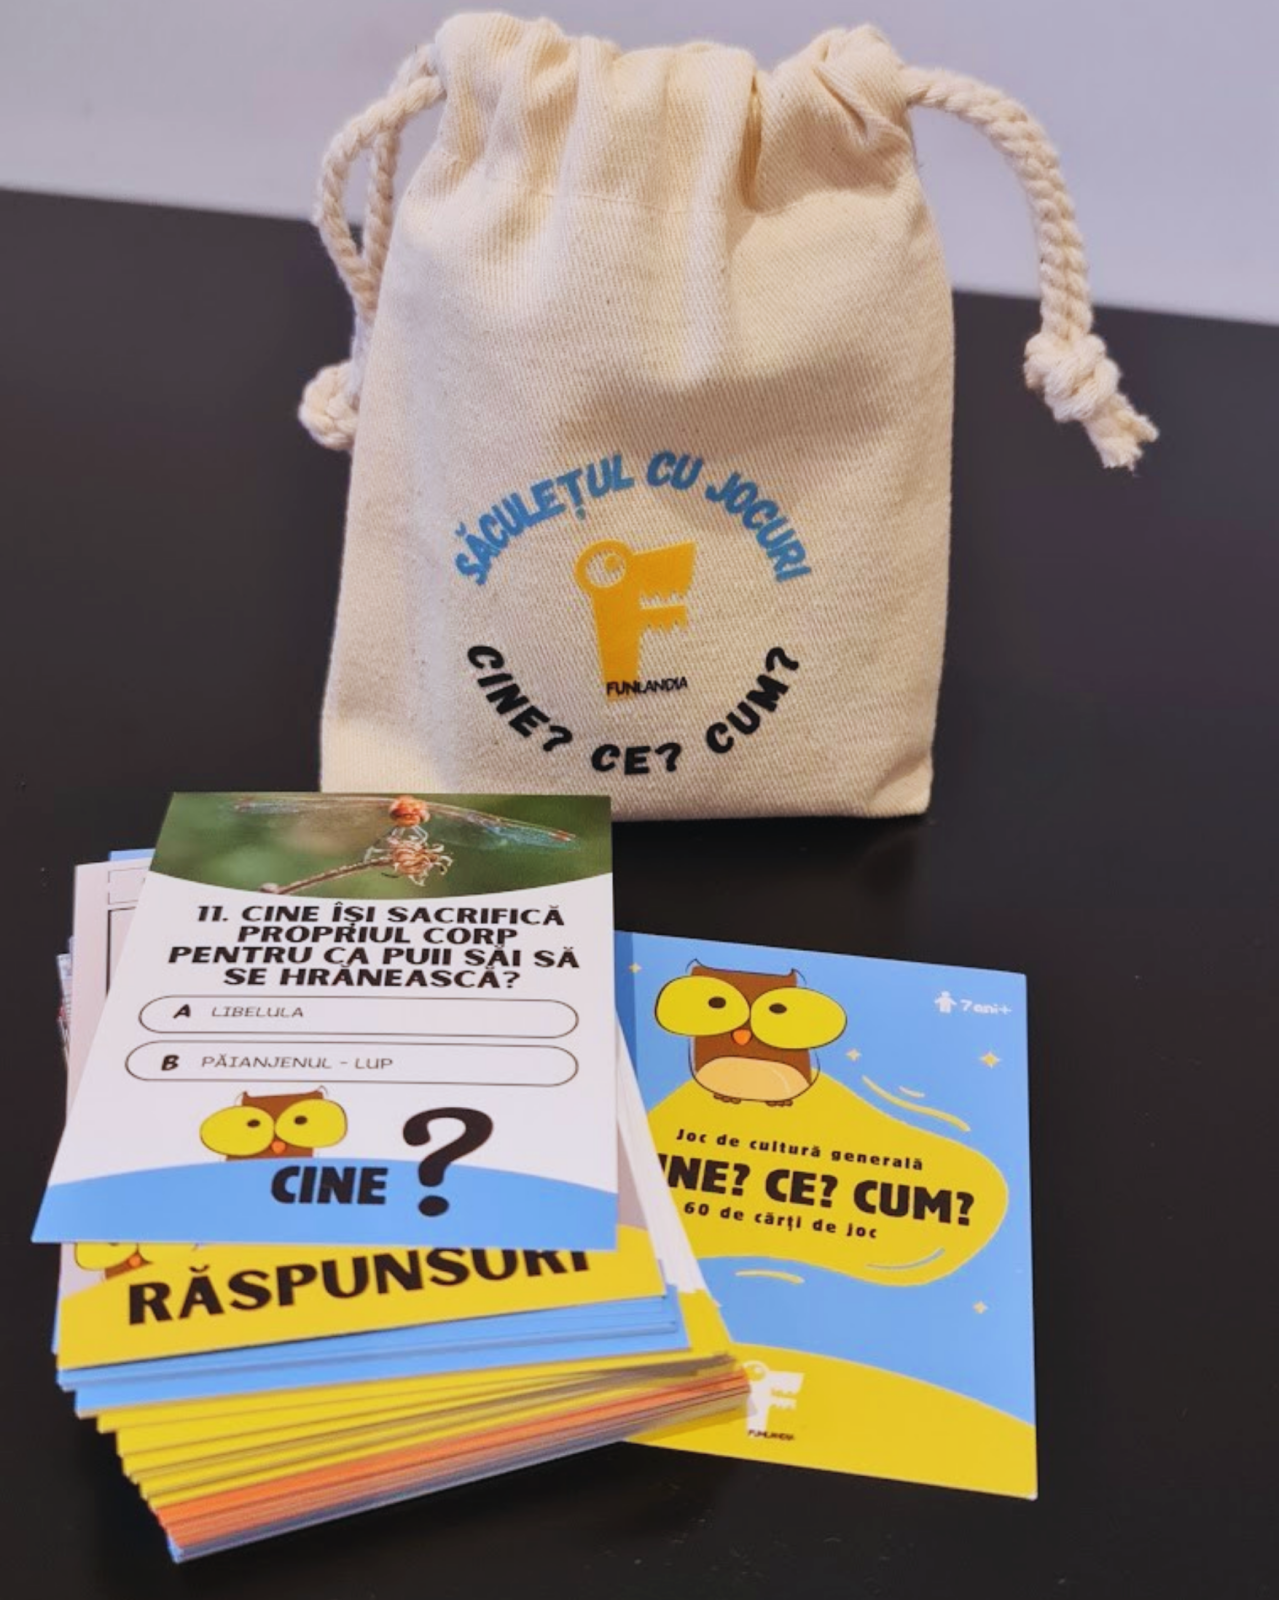 SĂCULEȚUL CU JOCURI
FUNLANDIA
CINE? CE? CUM?
11. CINE ÎȘI SACRIFICĂ
PROPRIUL CORP
PENTRU CA PUII SĂI SĂ
SE HRĂNEASCĂ?
A LIBELULA
B PĂIANJENUL - LUP
CINE ?
RĂSPUNSURI
7ani+
Joc de cultură generală
INE? CE? CUM?
60 de cărți de joc
FUNLANDIA